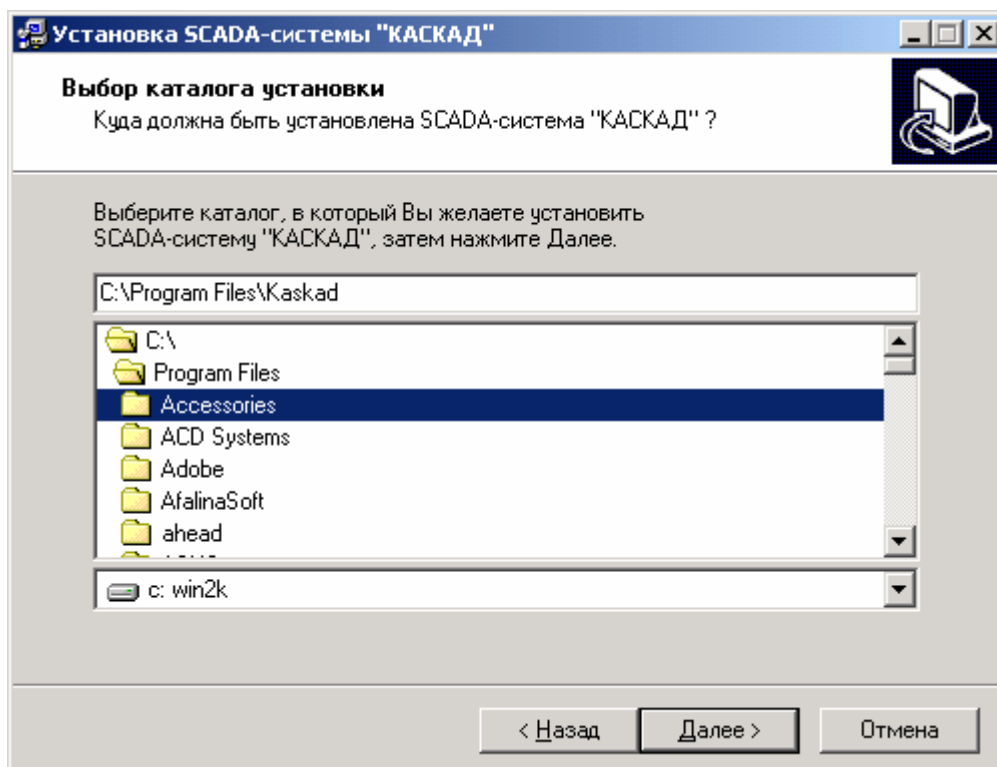 Установка SCADA-системы "КАСКАД"
Выбор каталога установки
Куда должна быть установлена SCADA-система "КАСКАД" ?
Выберите каталог, в который Вы желаете установить
SCADA-систему "КАСКАД", затем нажмите Далее.
C:\Program Files\Kaskad
C:\
Program Files
Accessories
ACD Systems
Adobe
AfalinaSoft
ahead
c: win2k
< Назад Далее > Отмена